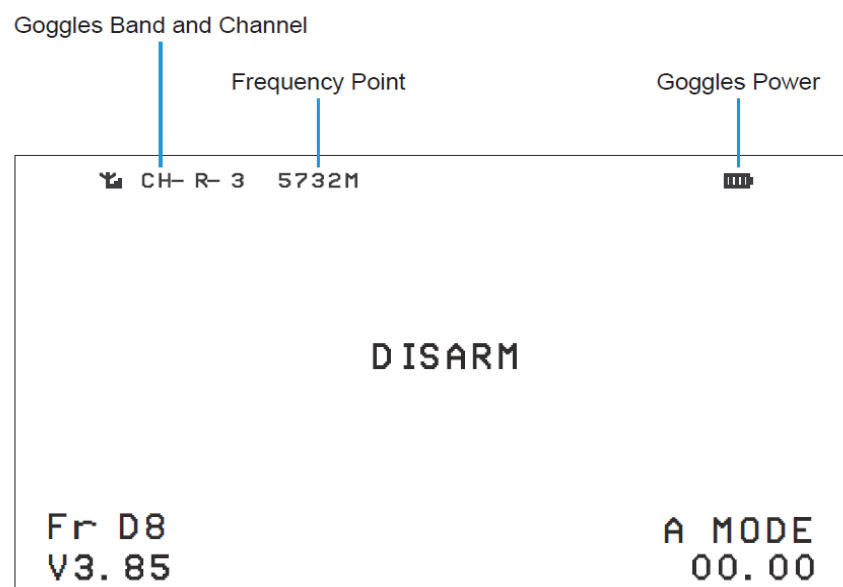 Goggles Band and Channel
Frequency Point
Goggles Power
CH- R- 3 5732M
DISARM
Fr D8
A MODE
V3.85
00.00